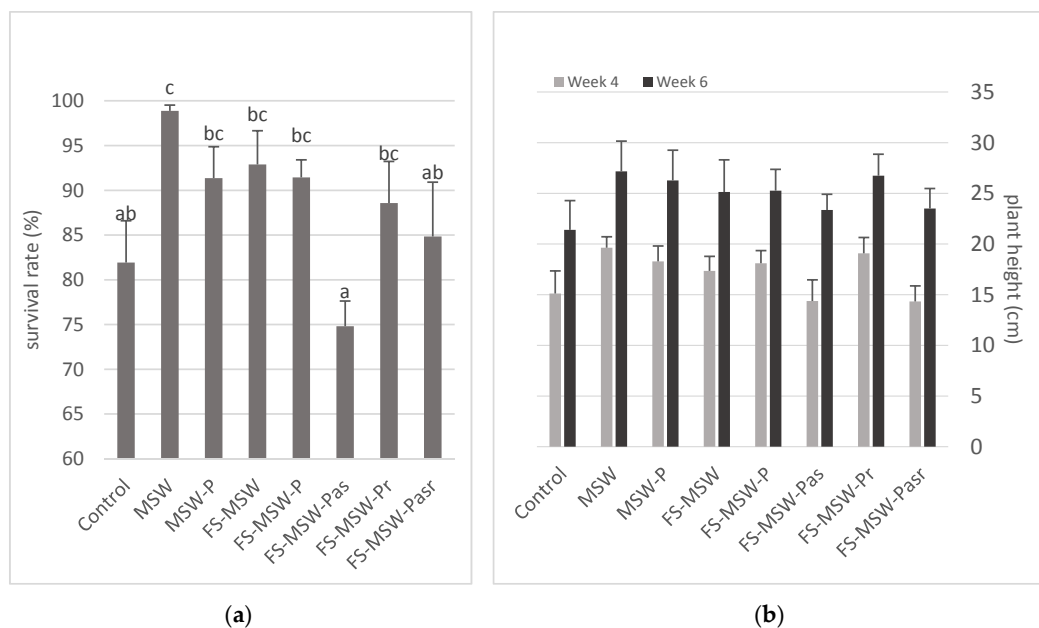 Week 4 Week 6
35
100
95
90
85
80
75
70
65
60
survival rate (%)
c
bc
bc
bc
bc
ab
ab
a
30
25
20
15
10
5
0
plant height (cm)
Control
MSW
MSW-P
FS-MSW
FS-MSW-P
FS-MSW-Pas
FS-MSW-Pr
FS-MSW-Pasr
Control
MSW
MSW-P
FS-MSW
FS-MSW-P
FS-MSW-Pas
FS-MSW-Pr
FS-MSW-Pasr
(a)
(b)